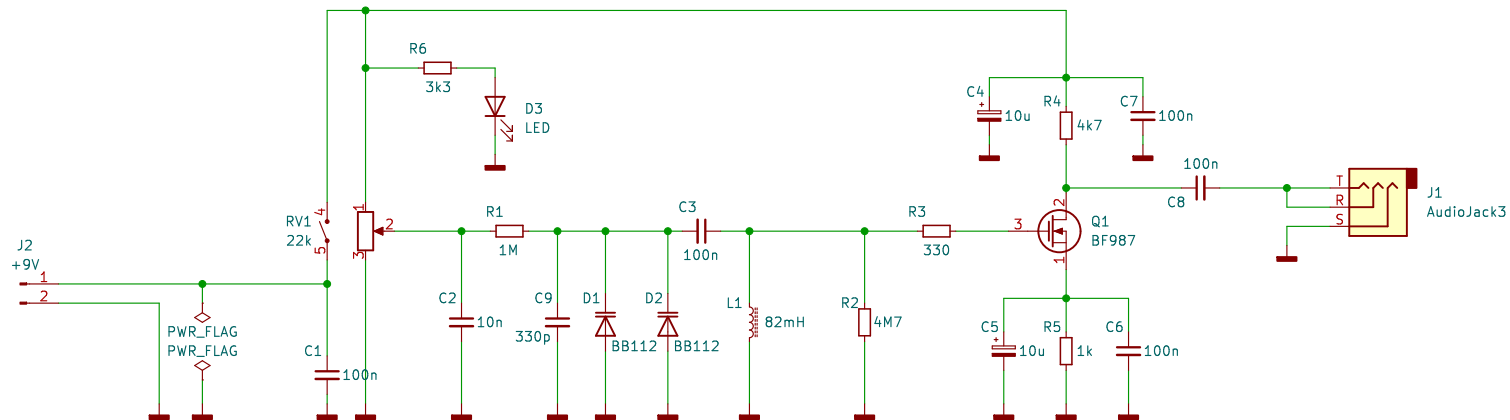 R6
3k3
D3
LED
C4
10u
R4
4k7
C7
100n
100n
C8
T
R
S
J1
AudioJack3
RV1
22k
4
5
1
2
3
R1
1M
C3
100n
R3
330
3
2
1
Q1
BF987
J2
+9V
1
2
PWR_FLAG
PWR_FLAG
C1
100n
C2
10n
C9
330p
D1
BB112
D2
BB112
L1
82mH
R2
4M7
C5
10u
R5
1k
C6
100n